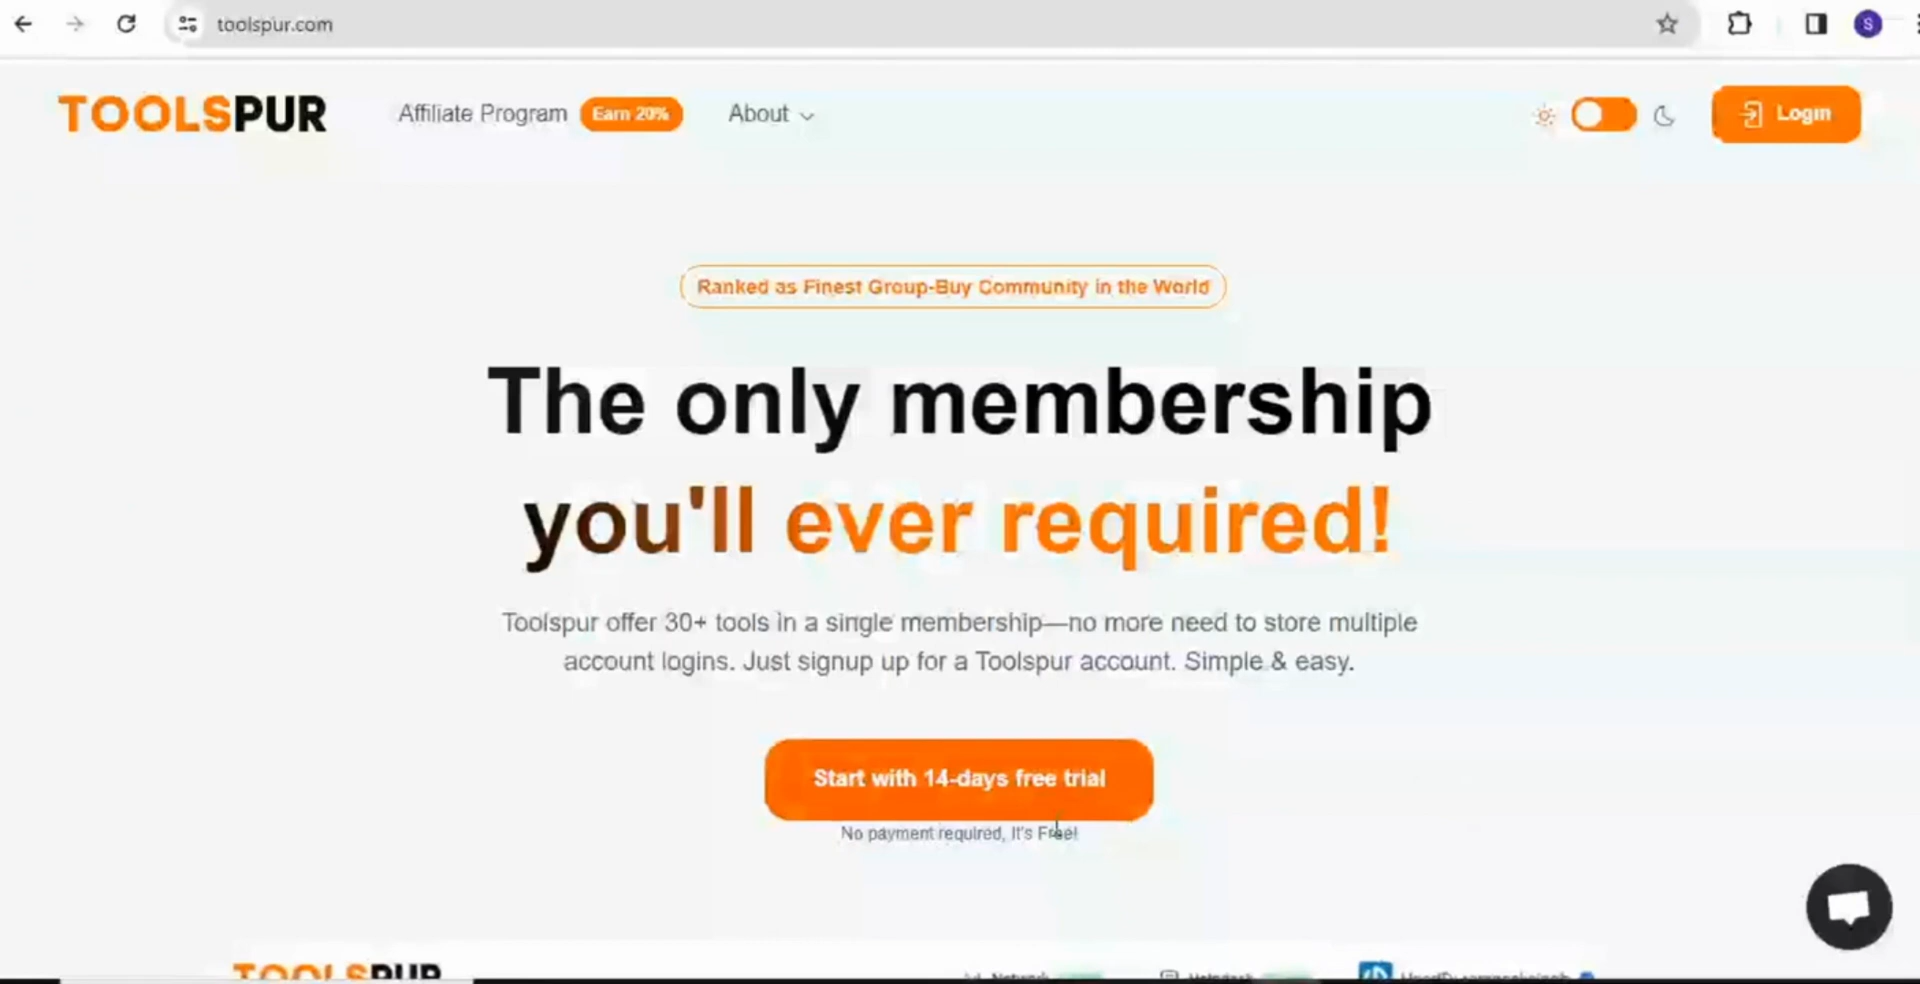 toolspur.com
S
TOOLSPUR
Affiliate Program
Earn 20%
About
Login
Ranked as Finest Group-Buy Community in the World
The only membership
you'll ever required!
Toolspur offer 30+ tools in a single membership—no more need to store multiple
account logins. Just signup up for a Toolspur account. Simple & easy.
Start with 14-days free trial
No payment required, It's Free!
TOOLSPUR
Network
Helpdesk